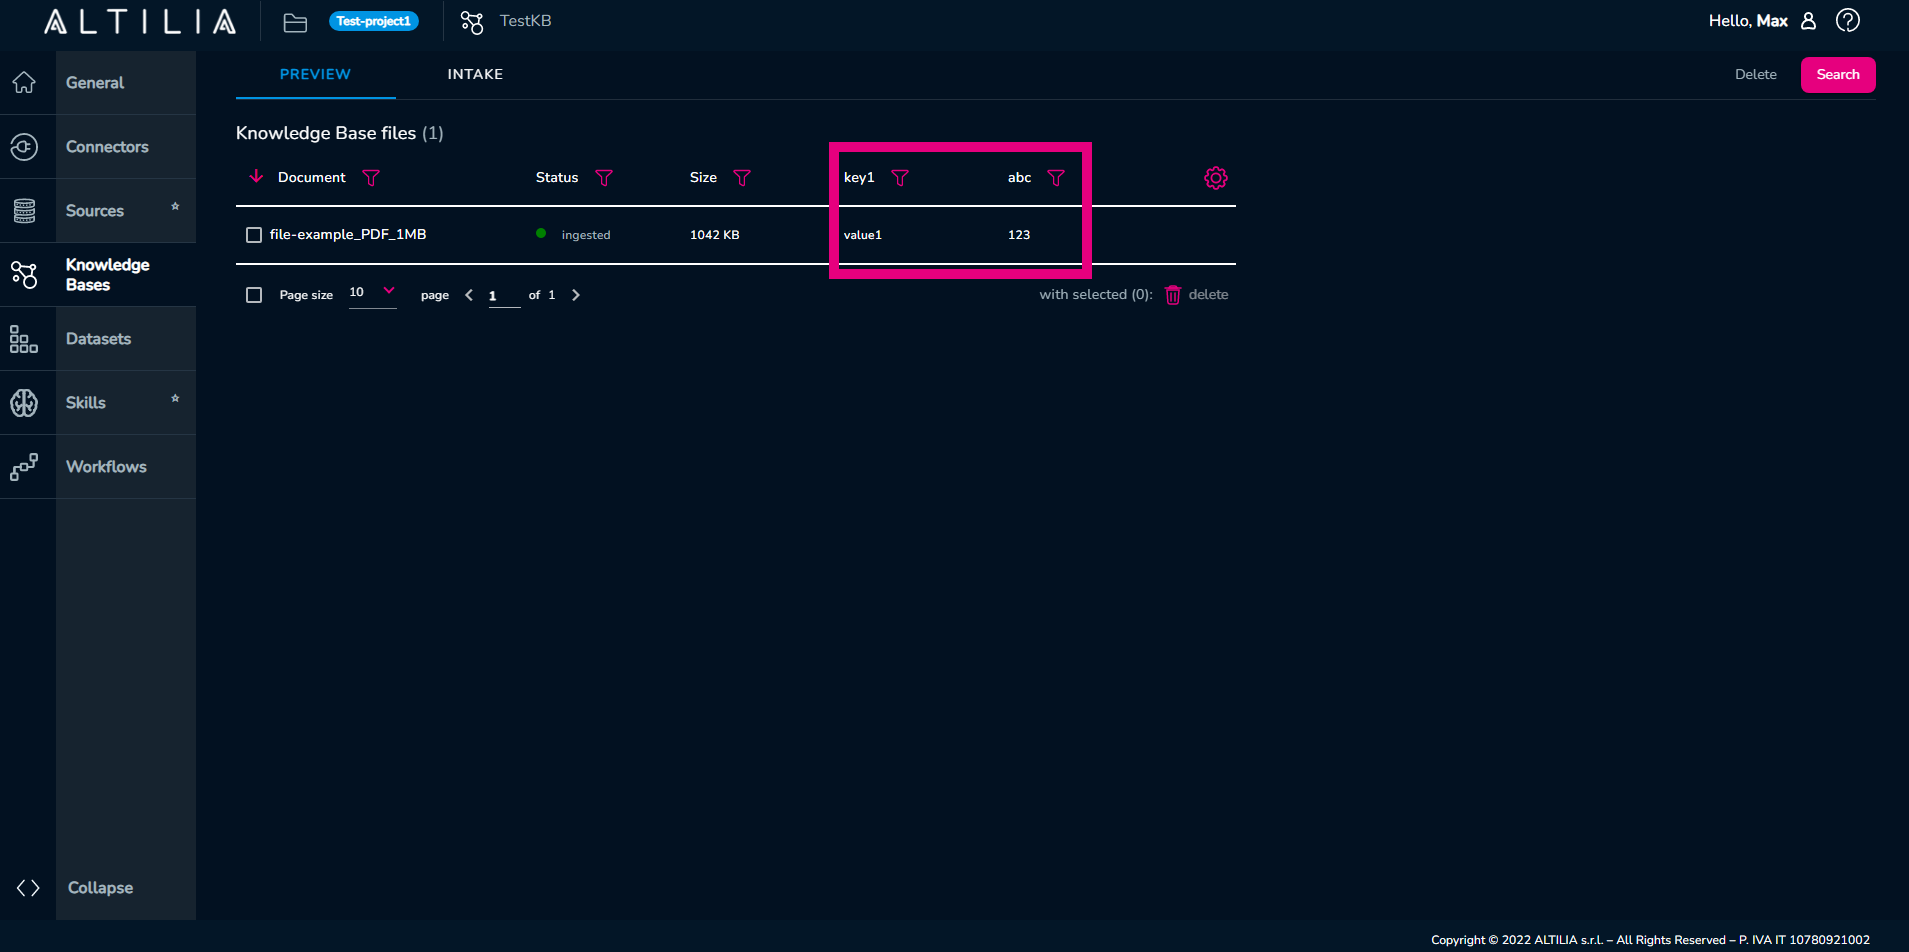 ALTILIA Test-project1 TestKB Hello, Max
PREVIEW INTAKE Delete Search
General
Connectors
Sources
Knowledge
Bases
Datasets
Skills
Workflows
Collapse
Knowledge Base files (1)
Document Status Size key1 abc
file-example_PDF_1MB ingested 1042 KB value1 123
Page size 10 page 1 of 1 with selected (0): delete
Copyright © 2022 ALTILIA s.r.l. – All Rights Reserved – P. IVA IT 10780921002